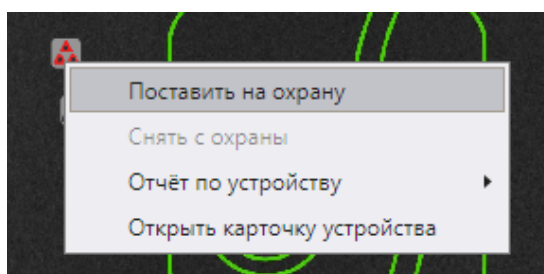 Поставить на охрану
Снять с охраны
Отчёт по устройству
Открыть карточку устройства